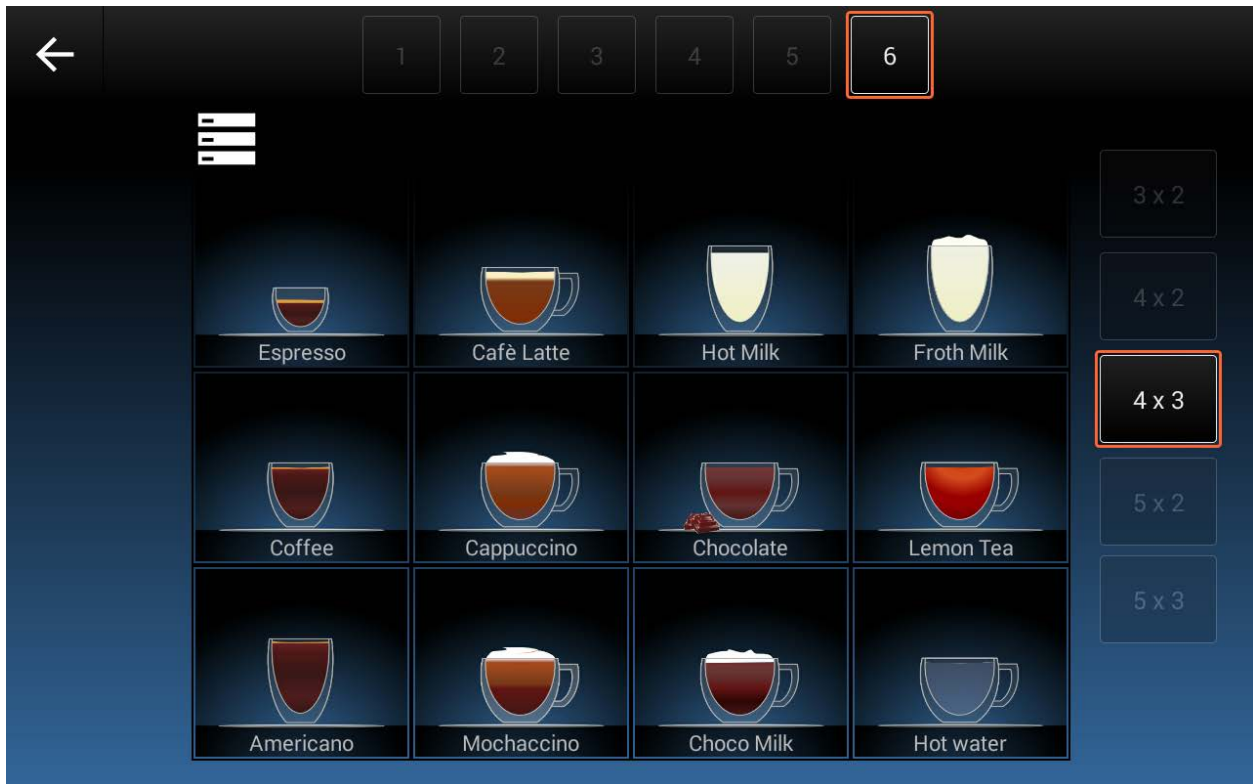 1 2 3 4 5 6
3 x 2
4 x 2
Espresso Cafè Latte Hot Milk Froth Milk
4 x 3
5 x 2
Coffee Cappuccino Chocolate Lemon Tea
5 x 3
Americano Mochaccino Choco Milk Hot water